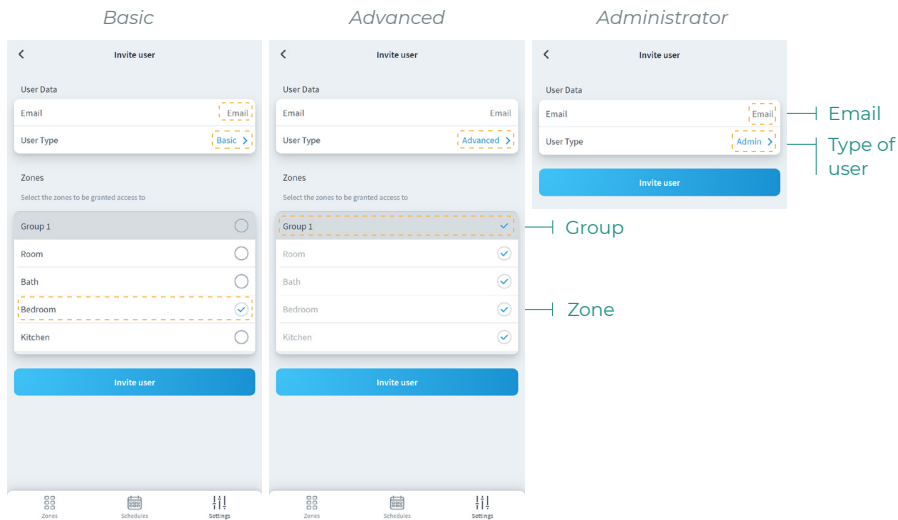 Basic
Advanced
Administrator
Invite user
User Data
Email Email
User Type Basic
Zones
Select the zones to be granted access to
Group 1
Room
Bath
Bedroom
Kitchen
Invite user
Zones Schedules Settings
Invite user
User Data
Email Email
User Type Advanced
Zones
Select the zones to be granted access to
Group 1
Room
Bath
Bedroom
Kitchen
Invite user
Zones Schedules Settings
Invite user
User Data
Email Email
User Type Admin
Invite user
Email
Type of
user
Group
Zone